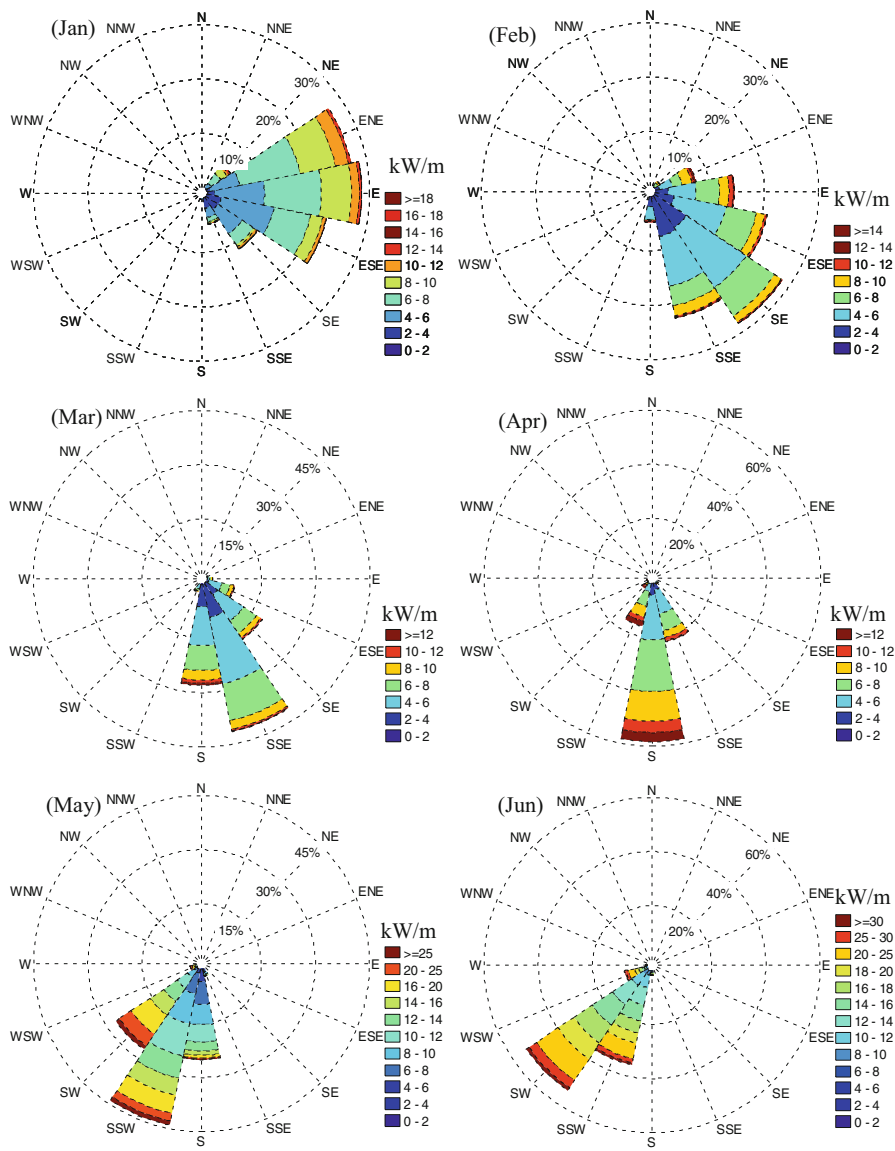 (Jan)
N
NNE
NE
ENE
E
ESE
SE
SSE
S
SSW
SW
WSW
W
WNW
NW
NNW
10%
20%
30%
kW/m
>=18
16 - 18
14 - 16
12 - 14
10 - 12
8 - 10
6 - 8
4 - 6
2 - 4
0 - 2
(Feb)
N
NNE
NE
ENE
E
ESE
SE
SSE
S
SSW
SW
WSW
W
WNW
NW
NNW
10%
20%
30%
kW/m
>=14
12 - 14
10 - 12
8 - 10
6 - 8
4 - 6
2 - 4
0 - 2
(Mar)
N
NNE
NE
ENE
E
ESE
SE
SSE
S
SSW
SW
WSW
W
WNW
NW
NNW
15%
30%
45%
kW/m
>=12
10 - 12
8 - 10
6 - 8
4 - 6
2 - 4
0 - 2
(Apr)
N
NNE
NE
ENE
E
ESE
SE
SSE
S
SSW
SW
WSW
W
WNW
NW
NNW
20%
40%
60%
kW/m
>=12
10 - 12
8 - 10
6 - 8
4 - 6
2 - 4
0 - 2
(May)
N
NNE
NE
ENE
E
ESE
SE
SSE
S
SSW
SW
WSW
W
WNW
NW
NNW
15%
30%
45%
kW/m
>=25
20 - 25
16 - 20
14 - 16
12 - 14
10 - 12
8 - 10
6 - 8
4 - 6
2 - 4
0 - 2
(Jun)
N
NNE
NE
ENE
E
ESE
SE
SSE
S
SSW
SW
WSW
W
WNW
NW
NNW
20%
40%
60%
kW/m
>=30
25 - 30
20 - 25
18 - 20
16 - 18
14 - 16
12 - 14
10 - 12
8 - 10
6 - 8
4 - 6
2 - 4
0 - 2